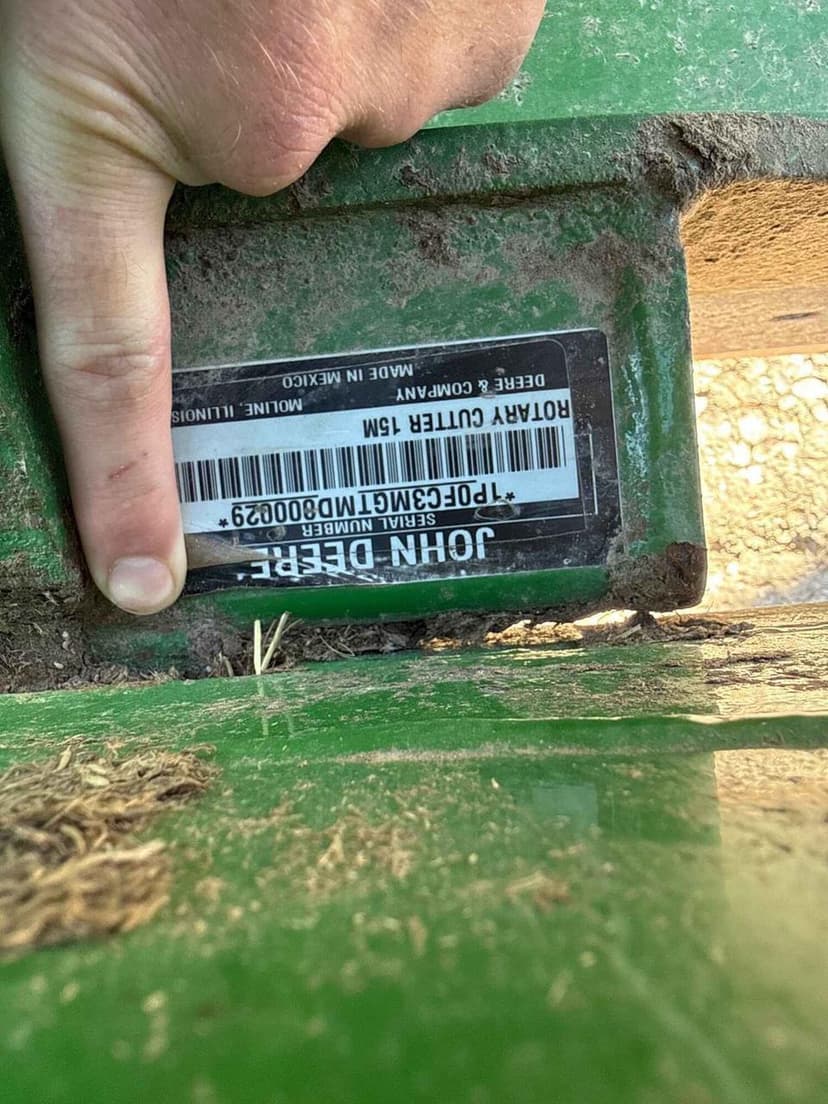 JOHN DEERE
SERIAL NUMBER
*1P0FC3MGTMD800029*
ROTARY CUTTER 15M
DEERE & COMPANY MOLINE, ILLINOIS
MADE IN MEXICO